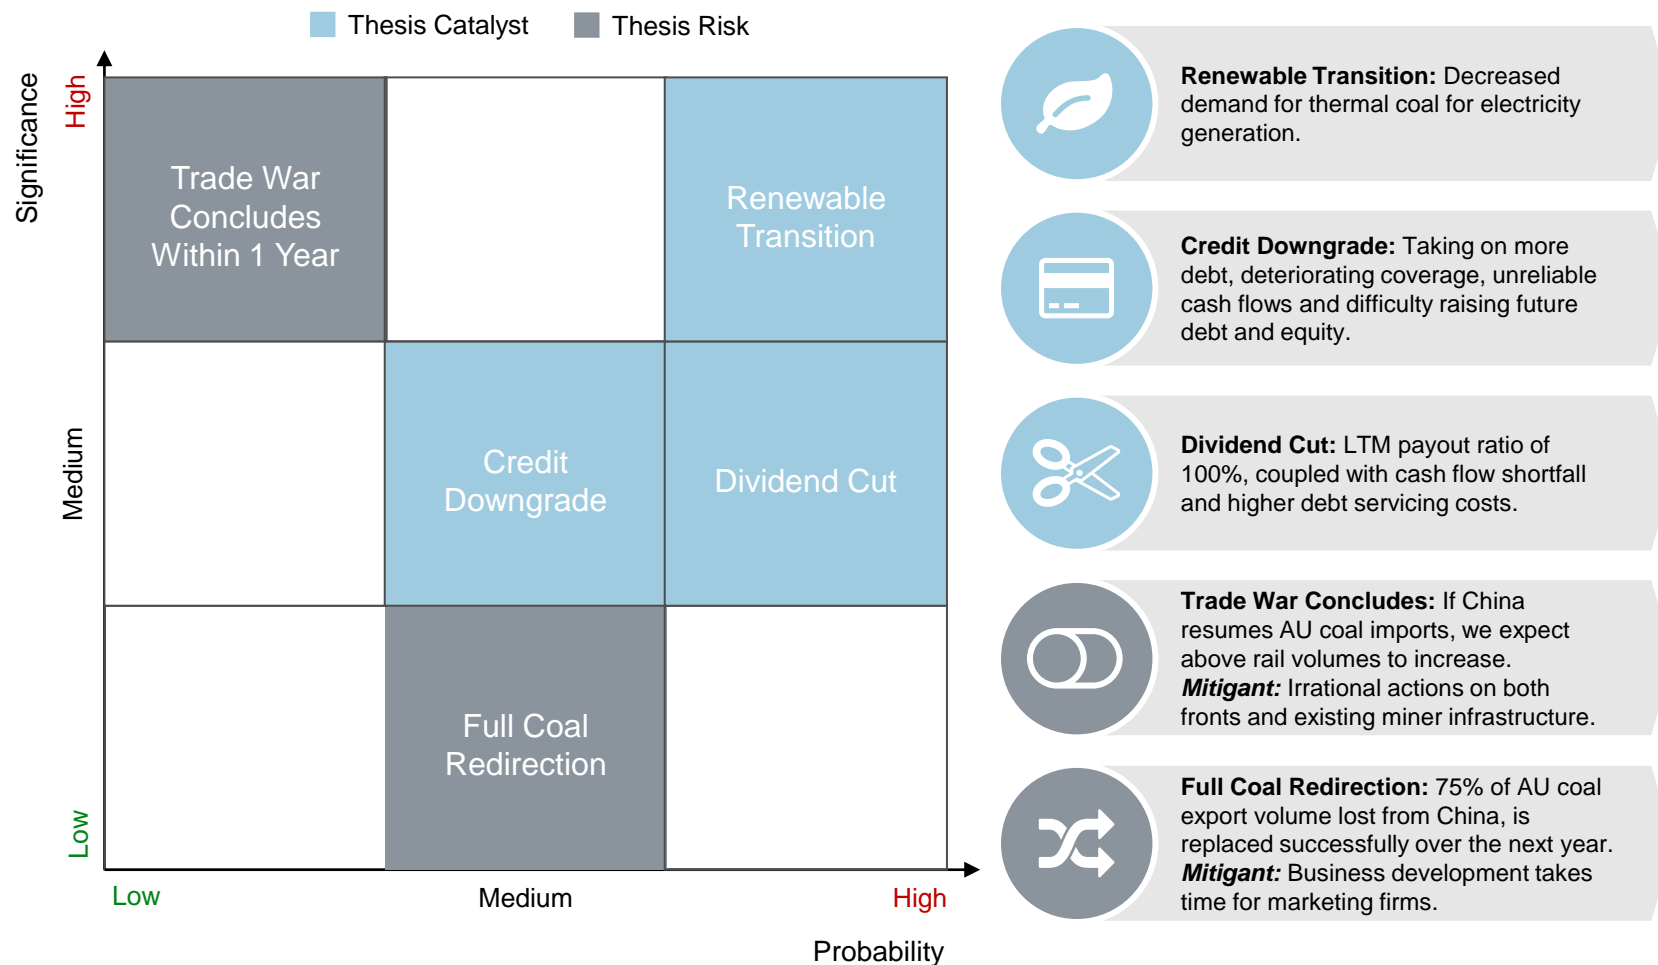 Thesis Catalyst
Thesis Risk
Significance
High
Medium
Low
Trade War
Concludes
Within 1 Year
Renewable
Transition
Credit
Downgrade
Dividend Cut
Full Coal
Redirection
Low
Medium
High
Probability
Renewable Transition: Decreased
demand for thermal coal for electricity
generation.
Credit Downgrade: Taking on more
debt, deteriorating coverage, unreliable
cash flows and difficulty raising future
debt and equity.
Dividend Cut: LTM payout ratio of
100%, coupled with cash flow shortfall
and higher debt servicing costs.
Trade War Concludes: If China
resumes AU coal imports, we expect
above rail volumes to increase.
Mitigant: Irrational actions on both
fronts and existing miner infrastructure.
Full Coal Redirection: 75% of AU coal
export volume lost from China, is
replaced successfully over the next year.
Mitigant: Business development takes
time for marketing firms.